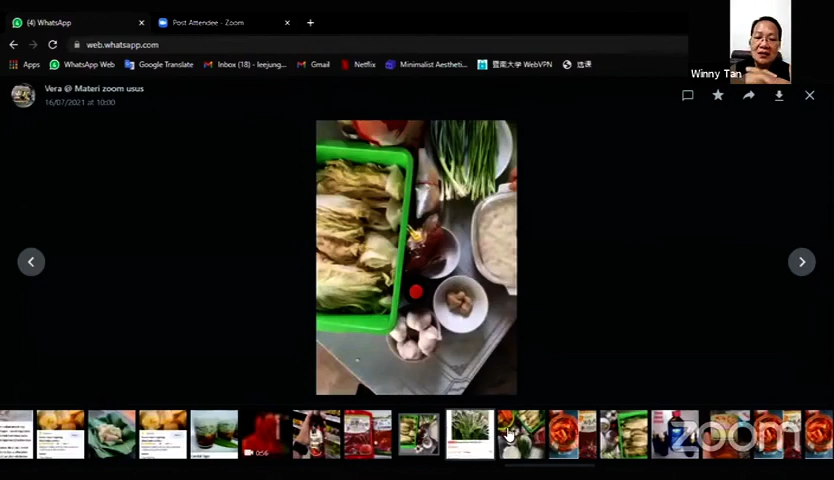 (4) WhatsApp
Post Attendee - Zoom
web.whatsapp.com
Apps
WhatsApp Web
Google Translate
Inbox (18) - leejung...
Gmail
Netflix
Minimalist Aestheti...
暨南大学 WebVPN
选课
Winny Tan
Vera @ Materi zoom usus
16/07/2021 at 10:00
0:56
zoom